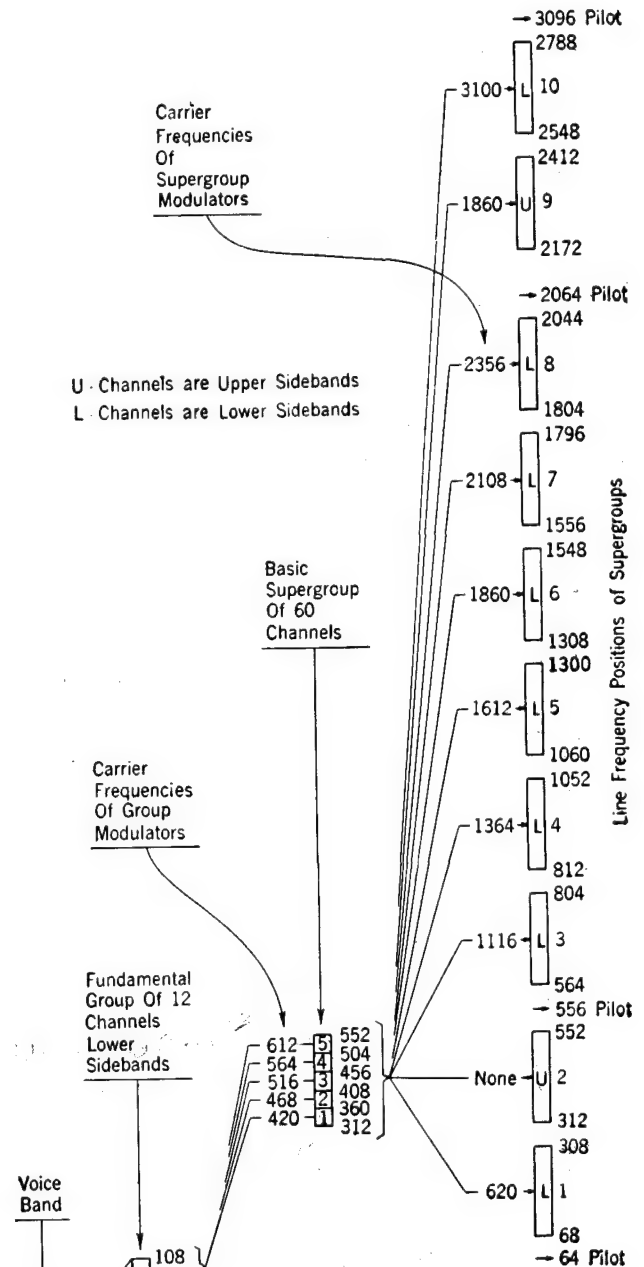 → 3096 Pilot
2788
3100 → L 10
2548
Carrier
Frequencies
Of
Supergroup
Modulators
2412
1860 → U 9
2172
→ 2064 Pilot
2044
2356 → L 8
1804
U - Channels are Upper Sidebands
L - Channels are Lower Sidebands
1796
2108 → L 7
1556
Basic
Supergroup
Of 60
Channels
1548
1860 → L 6
1308
1300
1612 → L 5
1060
Line Frequency Positions of Supergroups
Carrier
Frequencies
Of Group
Modulators
1052
1364 → L 4
812
804
1116 → L 3
564
→ 556 Pilot
Fundamental
Group Of 12
Channels
Lower
Sidebands
552
612 5
504
564 4
456
516 3
408
468 2
360
420 1
312
552
None → U 2
312
308
620 → L 1
68
→ 64 Pilot
Voice
Band
108